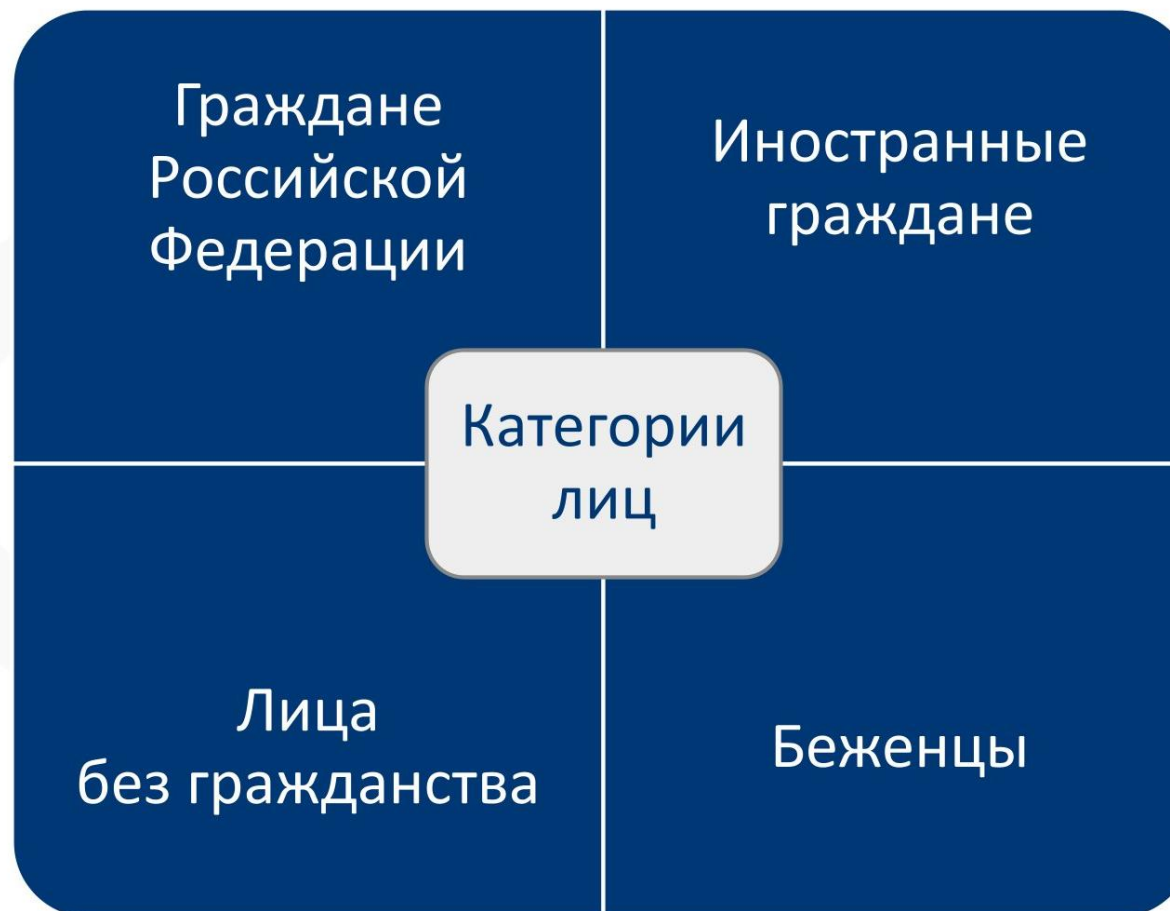 Граждане
Российской
Федерации
Иностранные
граждане
Категории
лиц
Лица
без гражданства
Беженцы